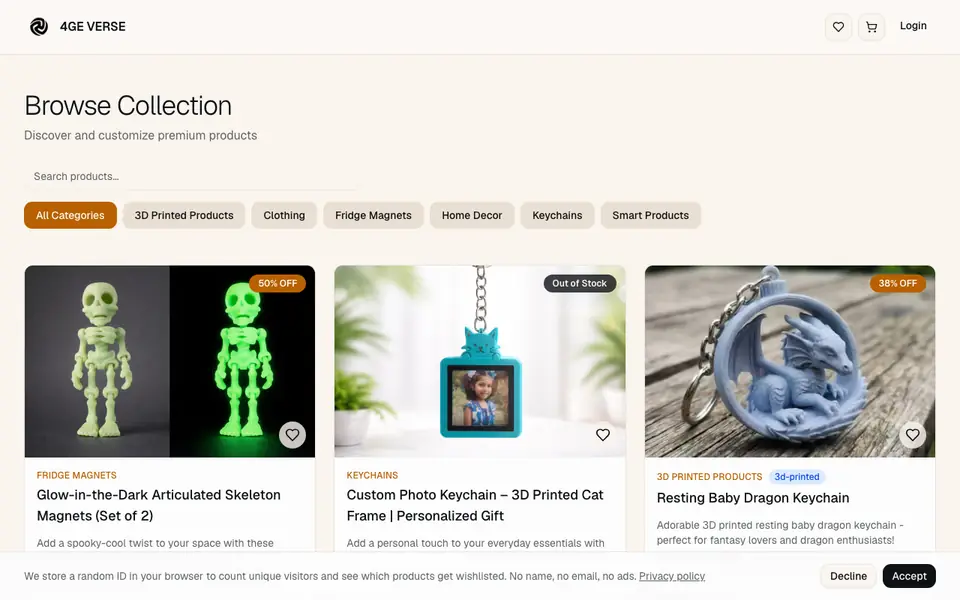 4GE VERSE
Login
Browse Collection
Discover and customize premium products
Search products...
All Categories
3D Printed Products
Clothing
Fridge Magnets
Home Decor
Keychains
Smart Products
50% OFF
Out of Stock
38% OFF
FRIDGE MAGNETS
Glow-in-the-Dark Articulated Skeleton
Magnets (Set of 2)
Add a spooky-cool twist to your space with these
KEYCHAINS
Custom Photo Keychain – 3D Printed Cat
Frame | Personalized Gift
Add a personal touch to your everyday essentials with
3D PRINTED PRODUCTS
3d-printed
Resting Baby Dragon Keychain
Adorable 3D printed resting baby dragon keychain -
perfect for fantasy lovers and dragon enthusiasts!
We store a random ID in your browser to count unique visitors and see which products get wishlisted. No name, no email, no ads. Privacy policy
Decline
Accept